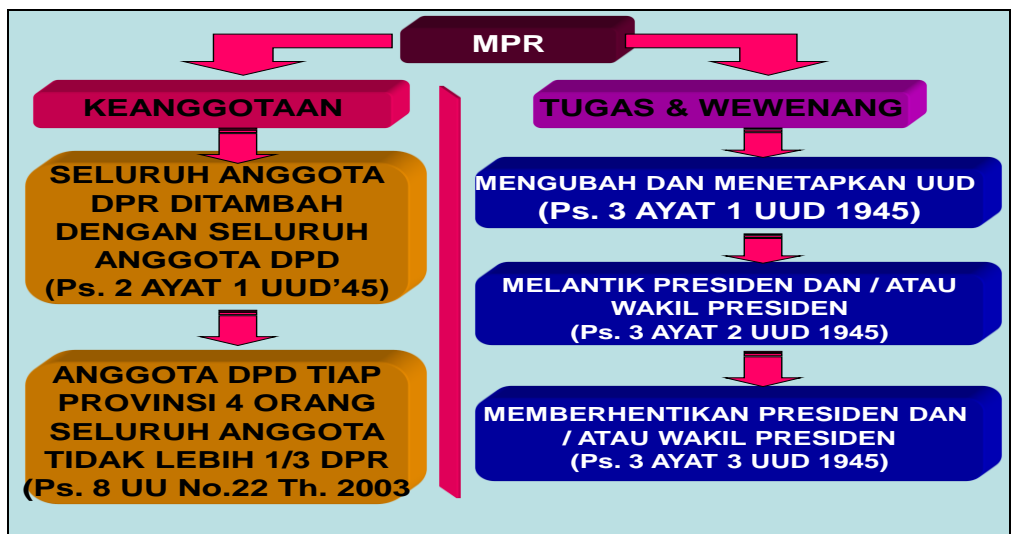 MPR
KEANGGOTAAN
SELURUH ANGGOTA
DPR DITAMBAH
DENGAN SELURUH
ANGGOTA DPD
(Ps. 2 AYAT 1 UUD'45)
ANGGOTA DPD TIAP
PROVINSI 4 ORANG
SELURUH ANGGOTA
TIDAK LEBIH 1/3 DPR
(Ps. 8 UU No.22 Th. 2003
TUGAS & WEWENANG
MENGUBAH DAN MENETAPKAN UUD
(Ps. 3 AYAT 1 UUD 1945)
MELANTIK PRESIDEN DAN / ATAU
WAKIL PRESIDEN
(Ps. 3 AYAT 2 UUD 1945)
MEMBERHENTIKAN PRESIDEN DAN
/ ATAU WAKIL PRESIDEN
(Ps. 3 AYAT 3 UUD 1945)